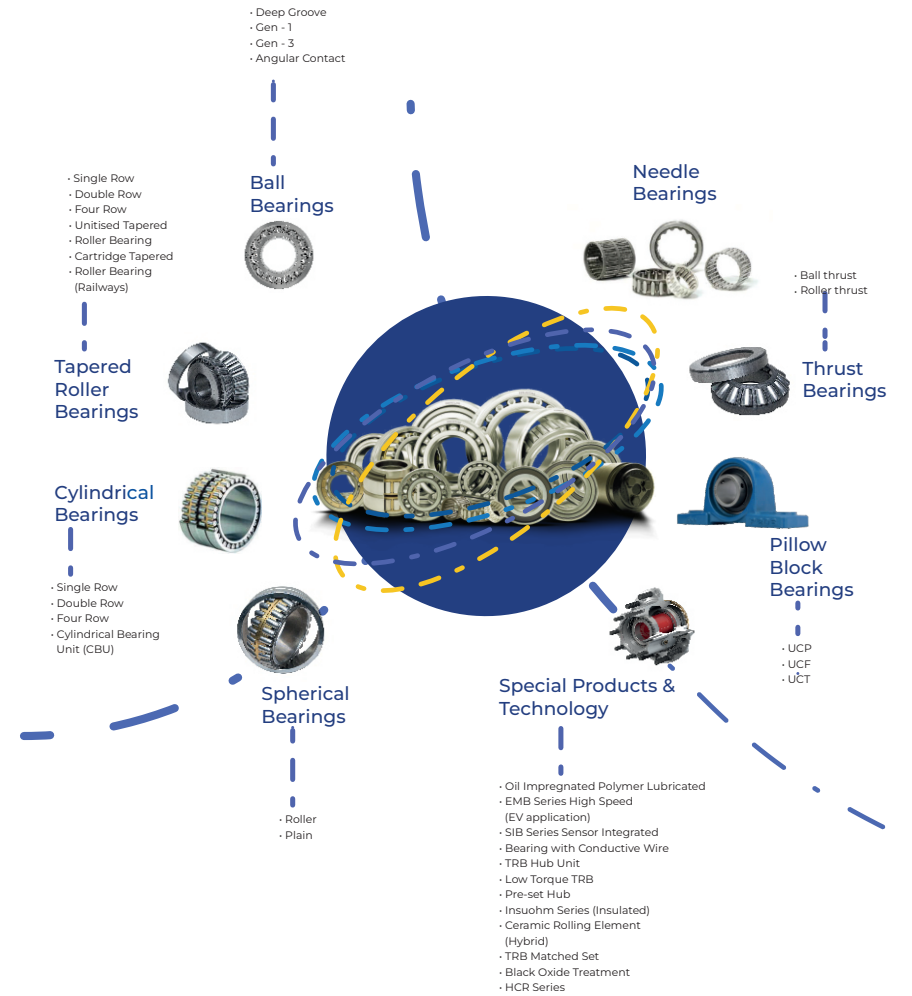 • Deep Groove
• Gen - 1
• Gen - 3
• Angular Contact
Ball
Bearings
Needle
Bearings
• Single Row
• Double Row
• Four Row
• Unitised Tapered
• Roller Bearing
• Cartridge Tapered
• Roller Bearing
(Railways)
Tapered
Roller
Bearings
• Ball thrust
• Roller thrust
Thrust
Bearings
Cylindrical
Bearings
• Single Row
• Double Row
• Four Row
• Cylindrical Bearing
Unit (CBU)
Pillow
Block
Bearings
• UCP
• UCF
• UCT
Spherical
Bearings
• Roller
• Plain
Special Products &
Technology
• Oil Impregnated Polymer Lubricated
• EMB Series High Speed
(EV application)
• SIB Series Sensor Integrated
• Bearing with Conductive Wire
• TRB Hub Unit
• Low Torque TRB
• Pre-set Hub
• Insuohm Series (Insulated)
• Ceramic Rolling Element
(Hybrid)
• TRB Matched Set
• Black Oxide Treatment
• HCR Series